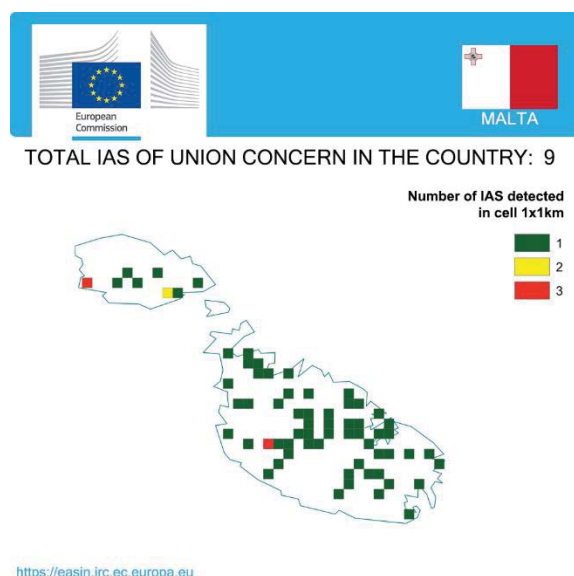 European
Commission
MALTA
TOTAL IAS OF UNION CONCERN IN THE COUNTRY: 9
Number of IAS detected
in cell 1x1km
1
2
3
https://easin.jrc.ec.europa.eu